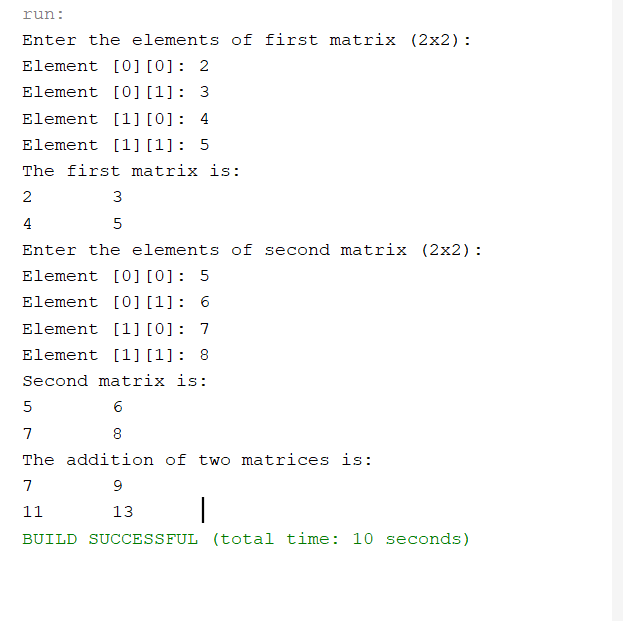 run:
Enter the elements of first matrix (2x2):
Element [0][0]: 2
Element [0][1]: 3
Element [1][0]: 4
Element [1][1]: 5
The first matrix is:
2 3
4 5
Enter the elements of second matrix (2x2):
Element [0][0]: 5
Element [0][1]: 6
Element [1][0]: 7
Element [1][1]: 8
Second matrix is:
5 6
7 8
The addition of two matrices is:
7 9
11 13
BUILD SUCCESSFUL (total time: 10 seconds)